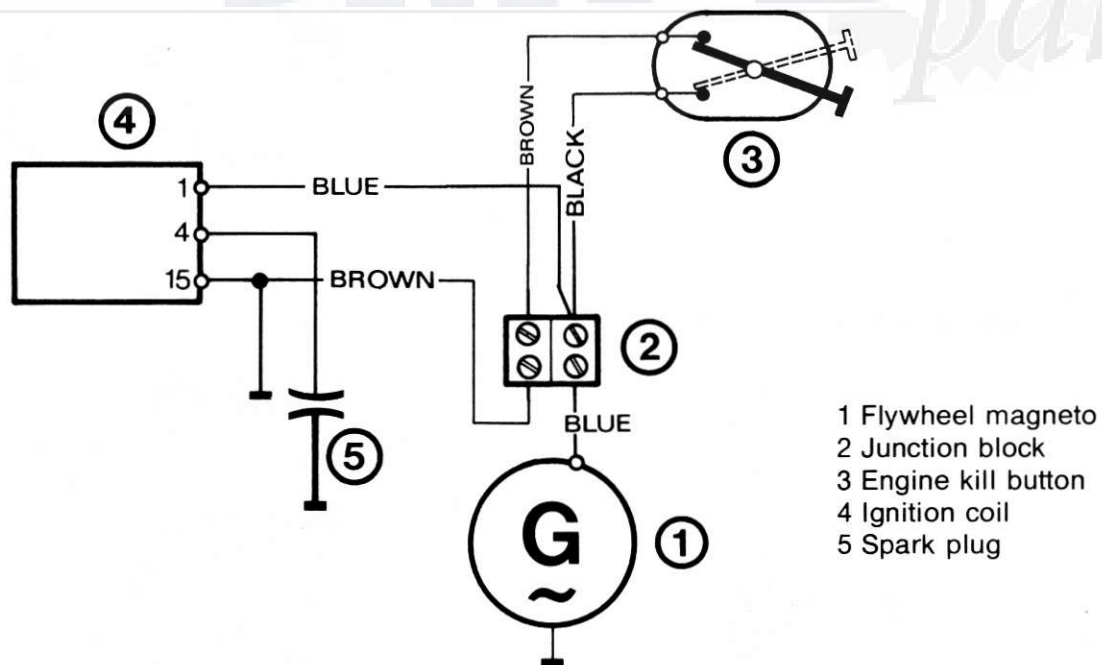 4
3
1
BLUE
4
15
BROWN
BROWN
BLACK
2
BLUE
5
G
~
1
1 Flywheel magneto
2 Junction block
3 Engine kill button
4 Ignition coil
5 Spark plug